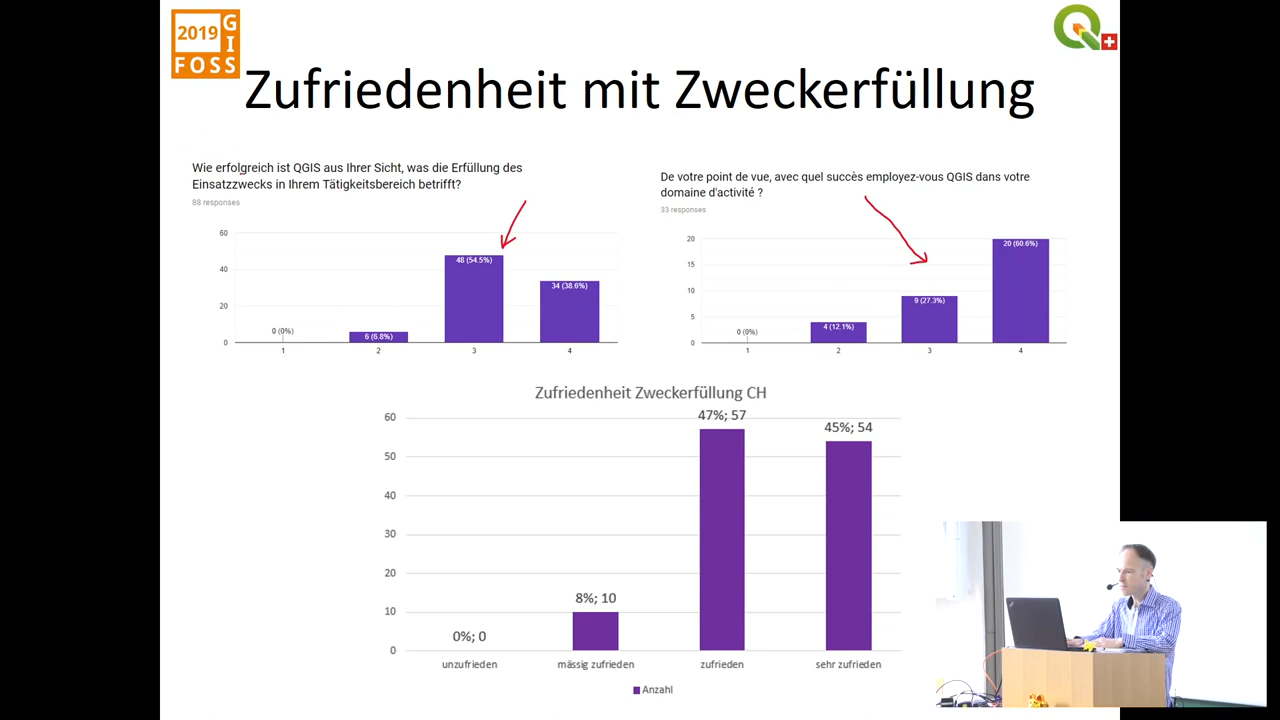 2019
G
I
FOSS
Zufriedenheit mit Zweckerfüllung
Wie erfolgreich ist QGIS aus Ihrer Sicht, was die Erfüllung des
Einsatzzwecks in Ihrem Tätigkeitsbereich betrifft?
88 responses
60
40
20
0
0 (0%)
6 (6.8%)
48 (54.5%)
34 (38.6%)
1
2
3
4
De votre point de vue, avec quel succès employez-vous QGIS dans votre
domaine d'activité ?
33 responses
20
15
10
5
0
0 (0%)
4 (12.1%)
9 (27.3%)
20 (60.6%)
1
2
3
4
Zufriedenheit Zweckerfüllung CH
60
50
40
30
20
10
0
0%; 0
8%; 10
47%; 57
45%; 54
unzufrieden
mässig zufrieden
zufrieden
sehr zufrieden
Anzahl